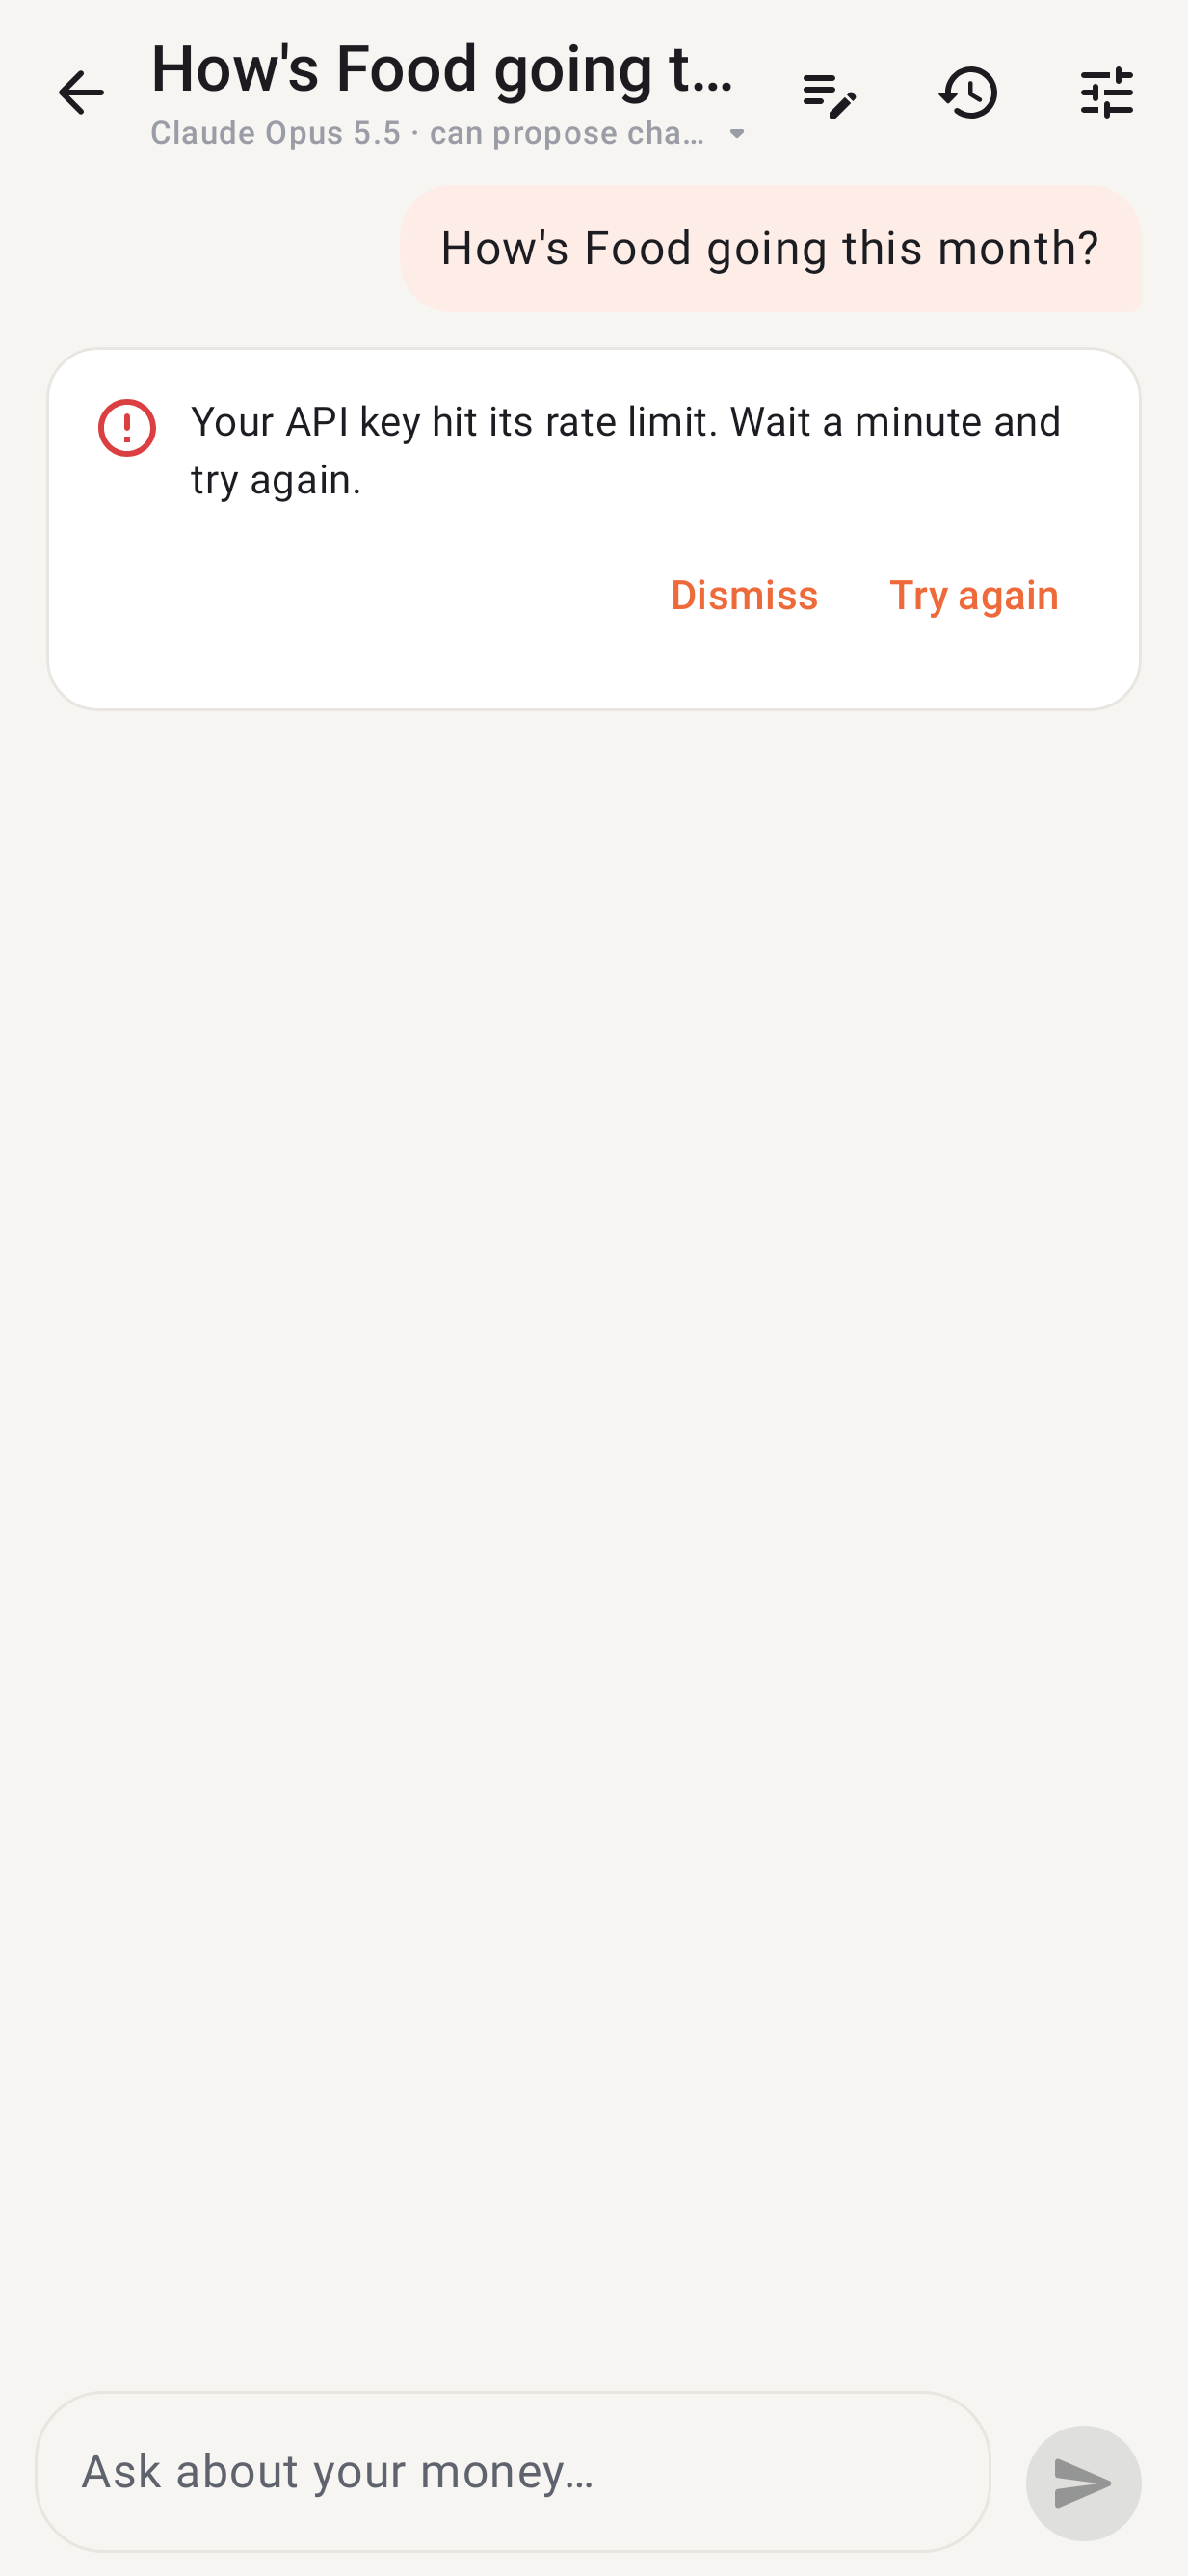 How's Food going t…
Claude Opus 5.5 · can propose cha…
How's Food going this month?
Your API key hit its rate limit. Wait a minute and
try again.
Dismiss Try again
Ask about your money…